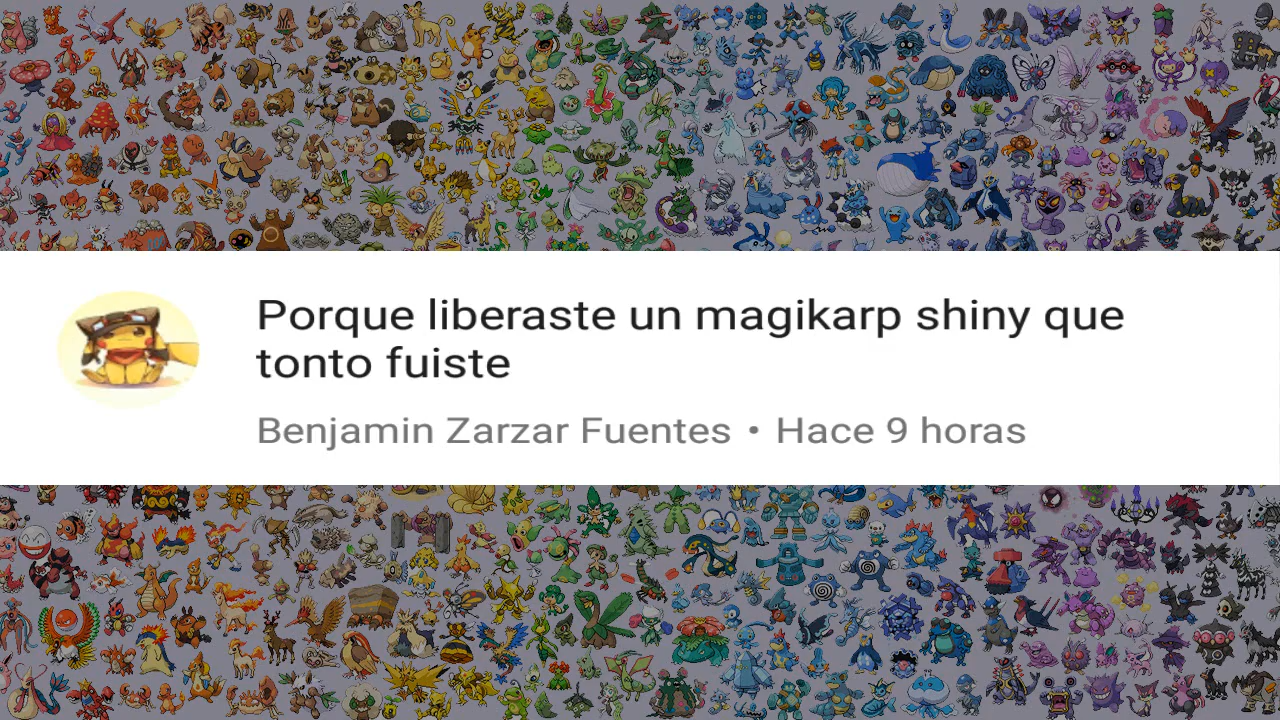 Porque liberaste un magikarp shiny que
tonto fuiste
Benjamin Zarzar Fuentes • Hace 9 horas